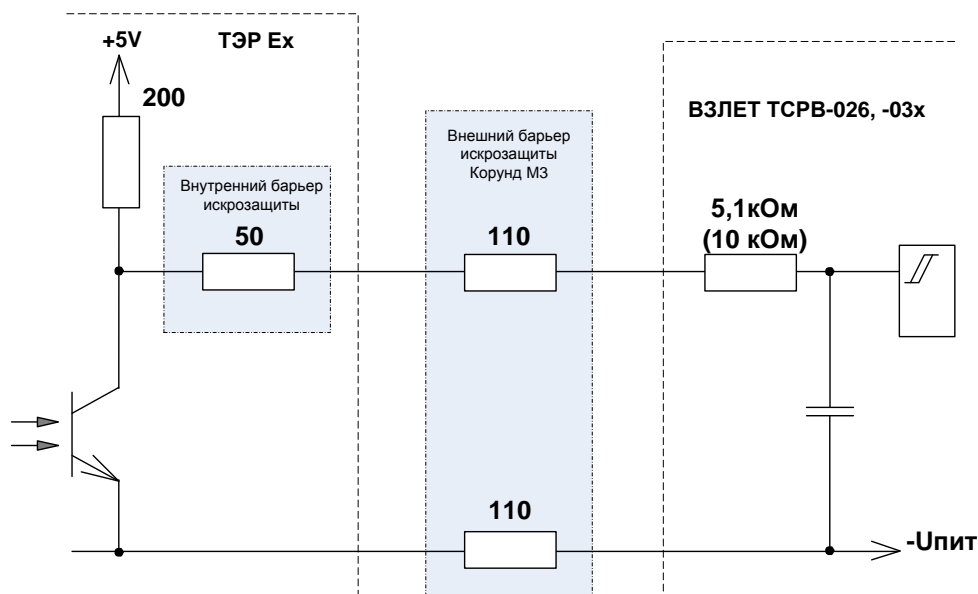 +5V
ТЭР Ex
200
ВЗЛЕТ ТСРВ-026, -03х
Внешний барьер
искрозащиты
Корунд М3
Внутренний барьер
искрозащиты
50
110
5,1кОм
(10 кОм)
110
-Uпит